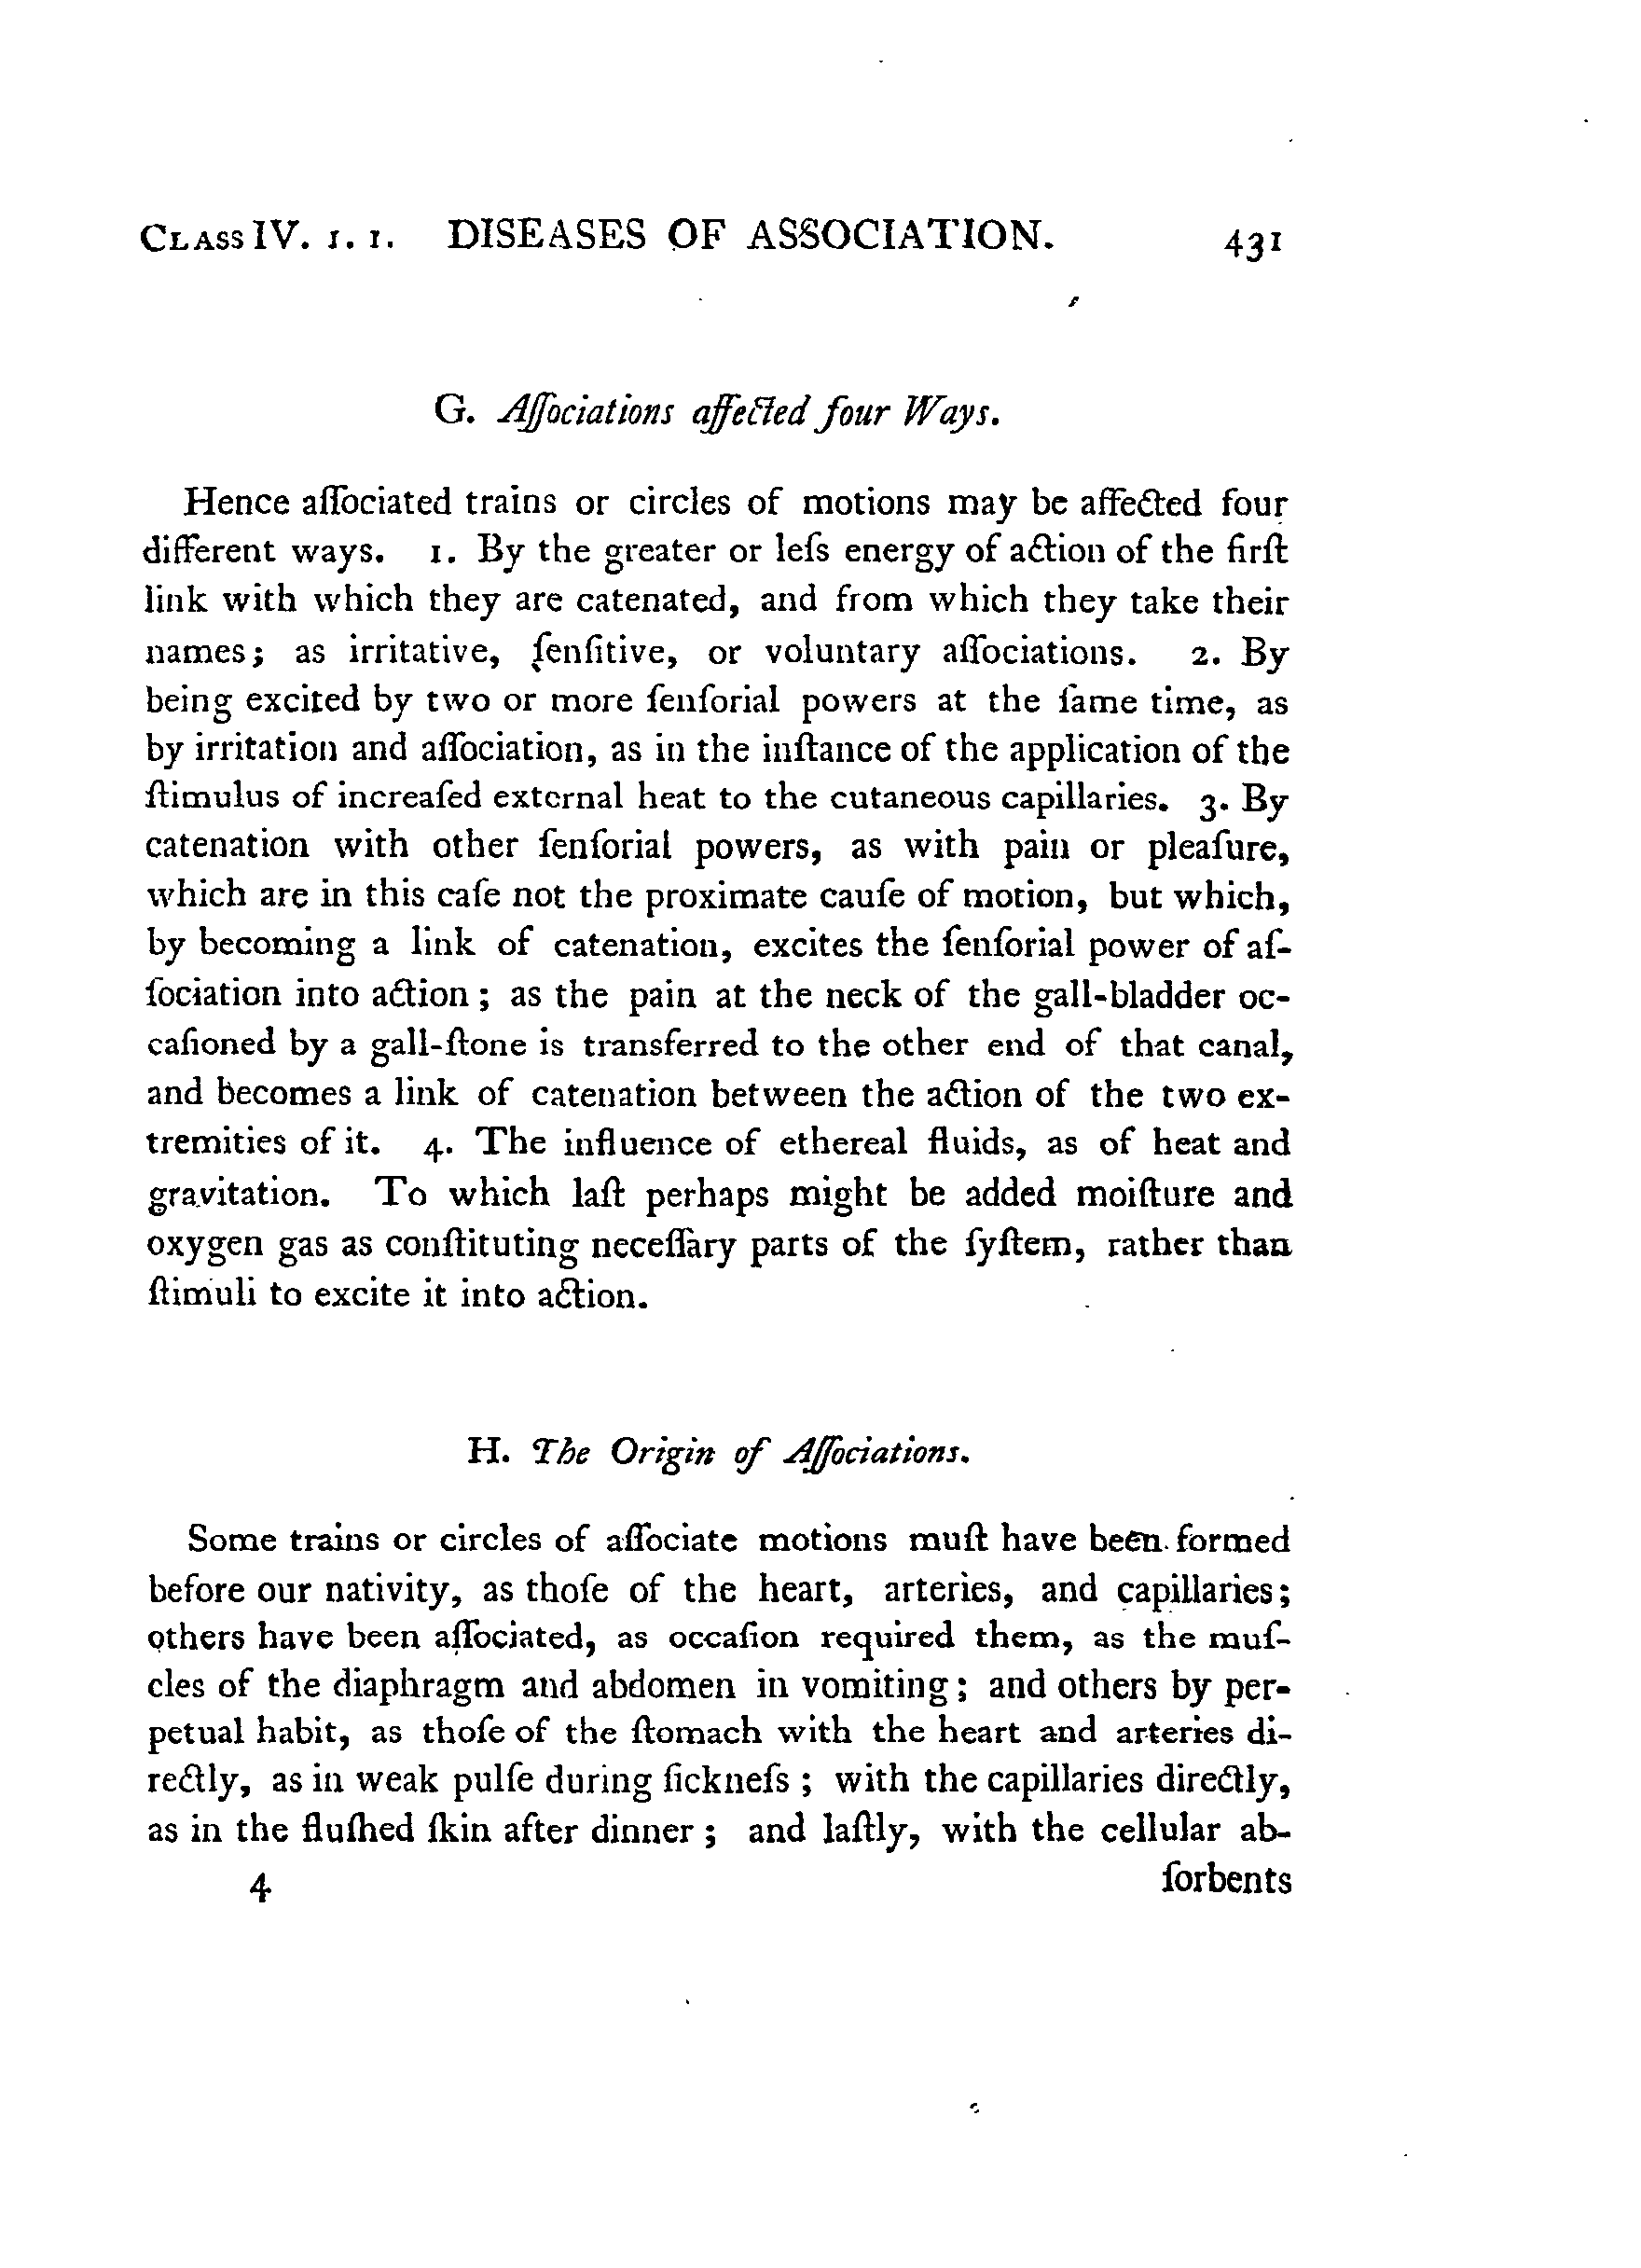 CLASS IV. 1. 1. DISEASES OF ASSOCIATION. 431
G. Aſſociations affected four Ways.
Hence aſſociated trains or circles of motions may be affected four
different ways. 1. By the greater or leſs energy of action of the firſt
link with which they are catenated, and from which they take their
names; as irritative, ſenſitive, or voluntary aſſociations. 2. By
being excited by two or more ſenſorial powers at the ſame time, as
by irritation and aſſociation, as in the inſtance of the application of the
ſtimulus of increaſed external heat to the cutaneous capillaries. 3. By
catenation with other ſenſorial powers, as with pain or pleaſure,
which are in this caſe not the proximate cauſe of motion, but which,
by becoming a link of catenation, excites the ſenſorial power of aſ-
ſociation into action; as the pain at the neck of the gall-bladder oc-
caſioned by a gall-ſtone is transferred to the other end of that canal,
and becomes a link of catenation between the action of the two ex-
tremities of it. 4. The influence of ethereal fluids, as of heat and
gravitation. To which laſt perhaps might be added moiſture and
oxygen gas as conſtituting neceſſary parts of the ſyſtem, rather than
ſtimuli to excite it into action.
H. The Origin of Aſſociations.
Some trains or circles of aſſociate motions muſt have been formed
before our nativity, as thoſe of the heart, arteries, and capillaries;
others have been aſſociated, as occaſion required them, as the muſ-
cles of the diaphragm and abdomen in vomiting; and others by per-
petual habit, as thoſe of the ſtomach with the heart and arteries di-
rectly, as in weak pulſe during ſickneſs; with the capillaries directly,
as in the fluſhed ſkin after dinner; and laſtly, with the cellular ab-
4 ſorbents